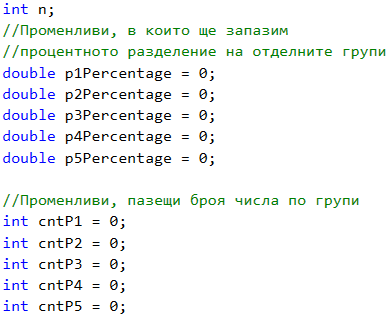 int n;
//Променливи, в които ще запазим
//процентното разделение на отделните групи
double p1Percentage = 0;
double p2Percentage = 0;
double p3Percentage = 0;
double p4Percentage = 0;
double p5Percentage = 0;
//Променливи, пазещи броя числа по групи
int cntP1 = 0;
int cntP2 = 0;
int cntP3 = 0;
int cntP4 = 0;
int cntP5 = 0;